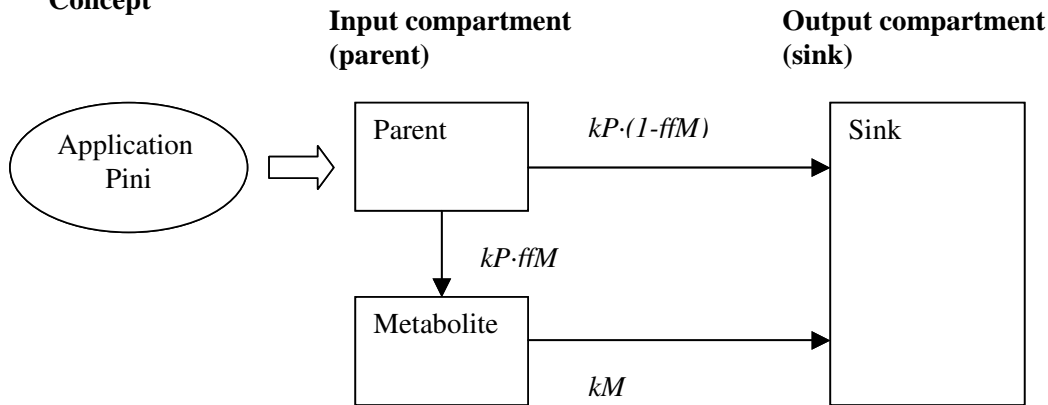 Concept
Input compartment
(parent)
Output compartment
(sink)
Application
Pini
Parent
kP·(1-ffM)
Sink
kP·ffM
Metabolite
kM